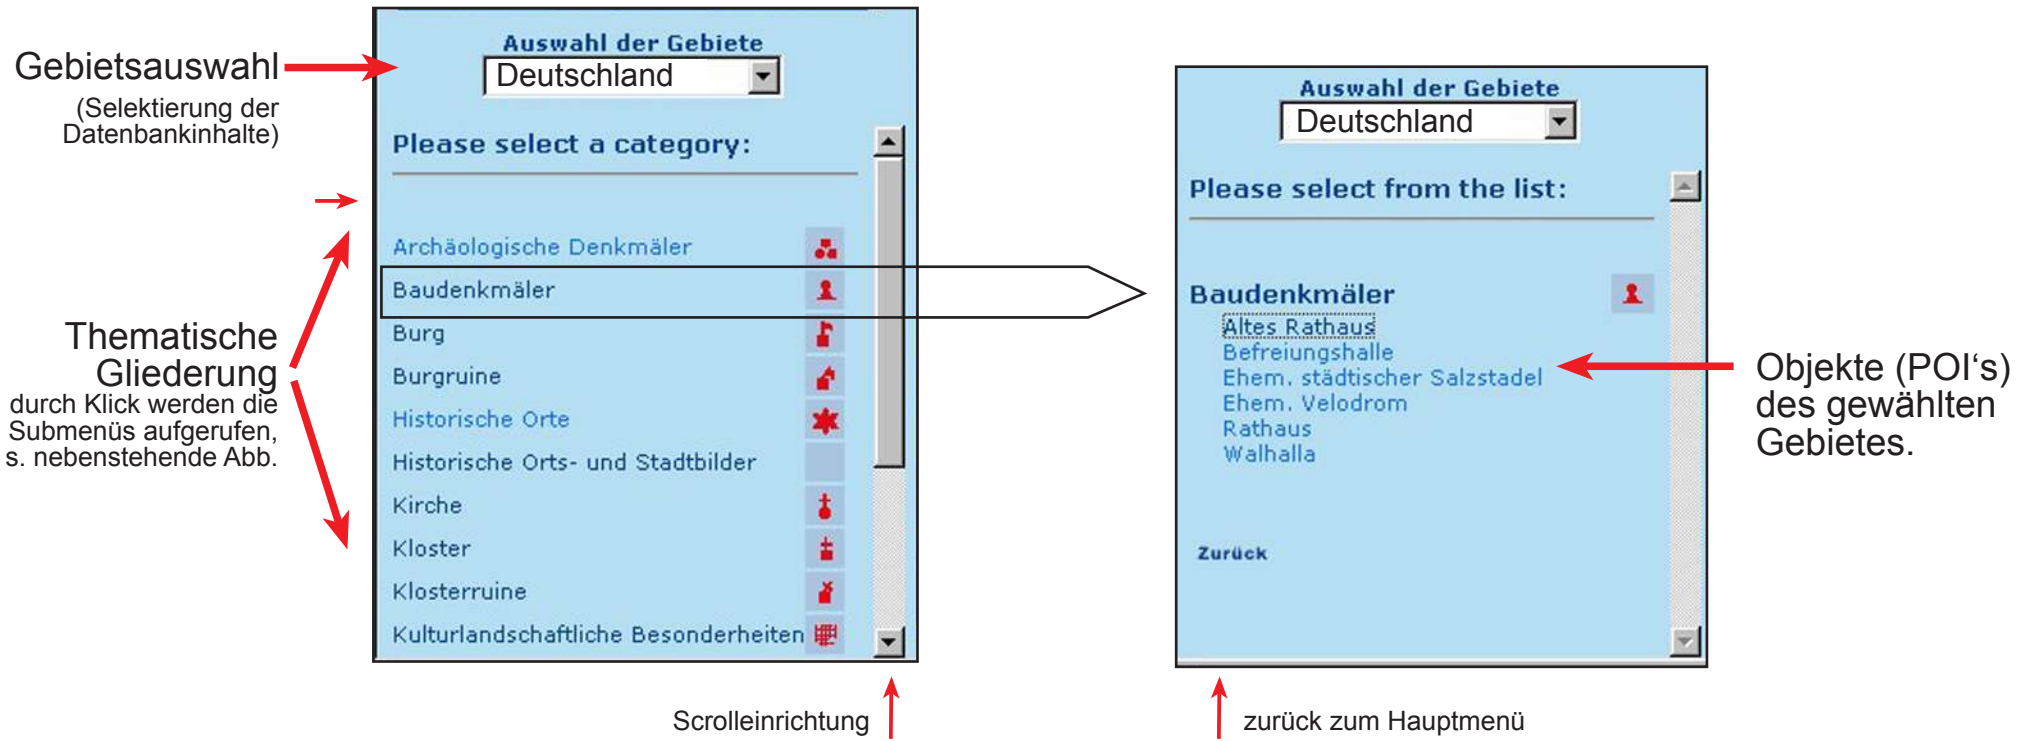 Gebietsauswahl
(Selektierung der
Datenbankinhalte)
Thematische
Gliederung
durch Klick werden die
Submenüs aufgerufen,
s. nebenstehende Abb.
Auswahl der Gebiete
Deutschland
Please select a category:
Archäologische Denkmäler
Baudenkmäler
Burg
Burgruine
Historische Orte
Historische Orts- und Stadtbilder
Kirche
Kloster
Klosterruine
Kulturlandschaftliche Besonderheiten
Scrolleinrichtung
Auswahl der Gebiete
Deutschland
Please select from the list:
Baudenkmäler
Altes Rathaus
Befreiungshalle
Ehem. städtischer Salzstadel
Ehem. Velodrom
Rathaus
Walhalla
Zurück
zurück zum Hauptmenü
Objekte (POI‘s)
des gewählten
Gebietes.